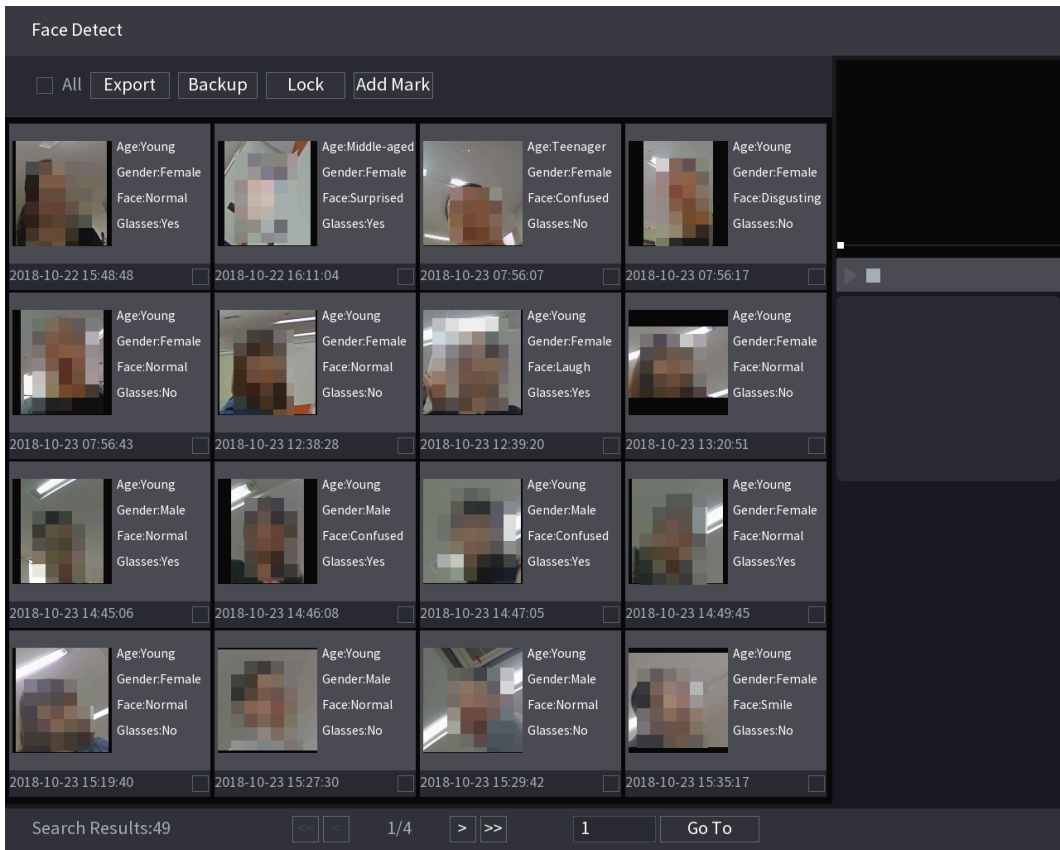 Face Detect
All Export Backup Lock Add Mark
Age:Young
Gender:Female
Face:Normal
Glasses:Yes
2018-10-22 15:48:48
Age:Middle-aged
Gender:Female
Face:Surprised
Glasses:Yes
2018-10-22 16:11:04
Age:Teenager
Gender:Female
Face:Confused
Glasses:No
2018-10-23 07:56:07
Age:Young
Gender:Female
Face:Disgusting
Glasses:No
2018-10-23 07:56:17
Age:Young
Gender:Female
Face:Normal
Glasses:No
2018-10-23 07:56:43
Age:Young
Gender:Female
Face:Normal
Glasses:No
2018-10-23 12:38:28
Age:Young
Gender:Female
Face:Laugh
Glasses:Yes
2018-10-23 12:39:20
Age:Young
Gender:Female
Face:Normal
Glasses:No
2018-10-23 13:20:51
Age:Young
Gender:Male
Face:Normal
Glasses:Yes
2018-10-23 14:45:06
Age:Young
Gender:Male
Face:Confused
Glasses:Yes
2018-10-23 14:46:08
Age:Young
Gender:Male
Face:Confused
Glasses:Yes
2018-10-23 14:47:05
Age:Young
Gender:Female
Face:Normal
Glasses:Yes
2018-10-23 14:49:45
Age:Young
Gender:Female
Face:Normal
Glasses:No
2018-10-23 15:19:40
Age:Young
Gender:Male
Face:Normal
Glasses:No
2018-10-23 15:27:30
Age:Young
Gender:Male
Face:Normal
Glasses:No
2018-10-23 15:29:42
Age:Young
Gender:Female
Face:Smile
Glasses:No
2018-10-23 15:35:17
Search Results:49 << < 1/4 > >> 1 Go To